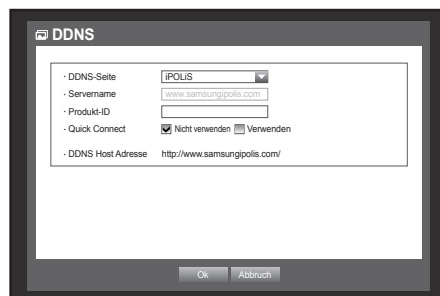 DDNS
· DDNS-Seite iPOLiS
· Servername www.samsungipolis.com
· Produkt-ID
· Quick Connect Nicht verwenden Verwenden
· DDNS Host Adresse http://www.samsungipolis.com/
Ok Abbruch